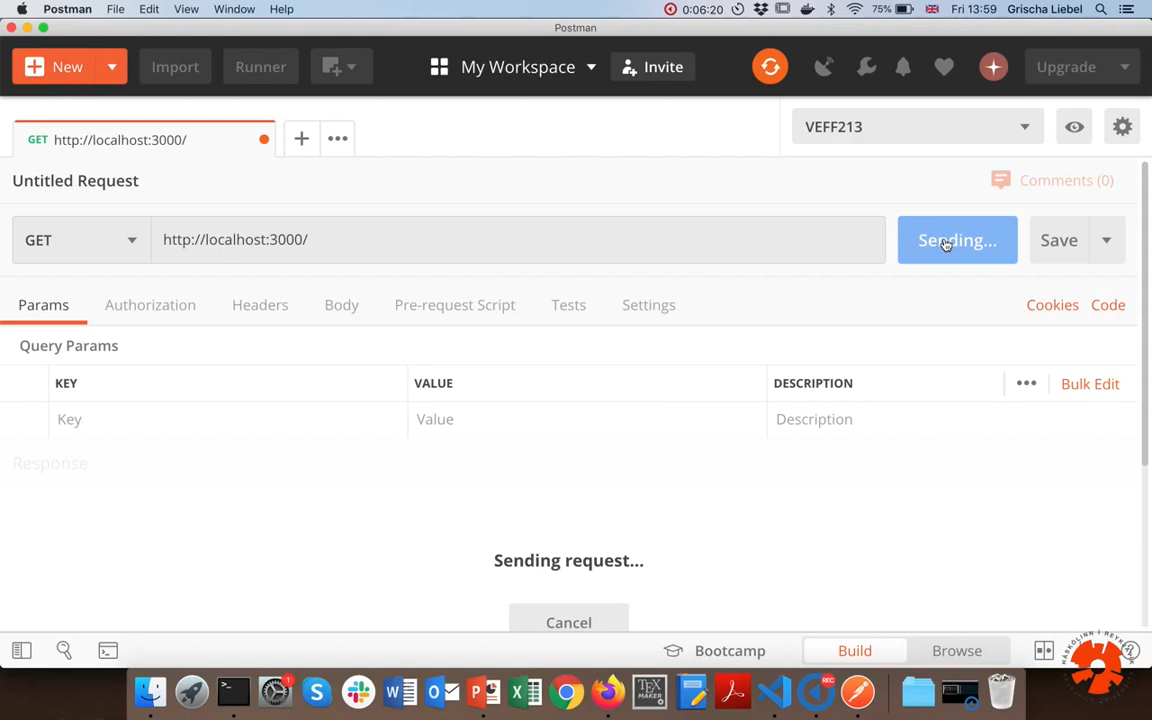 Postman File Edit View Window Help 0:06:20 75% Fri 13:59 Grischa Liebel
Postman
New Import Runner My Workspace Invite Upgrade
GET http://localhost:3000/ VEFF213
Untitled Request Comments (0)
GET http://localhost:3000/ Sending... Save
Params Authorization Headers Body Pre-request Script Tests Settings Cookies Code
Query Params
KEY VALUE DESCRIPTION Bulk Edit
Key Value Description
Response
Sending request...
Cancel
Bootcamp Build Browse